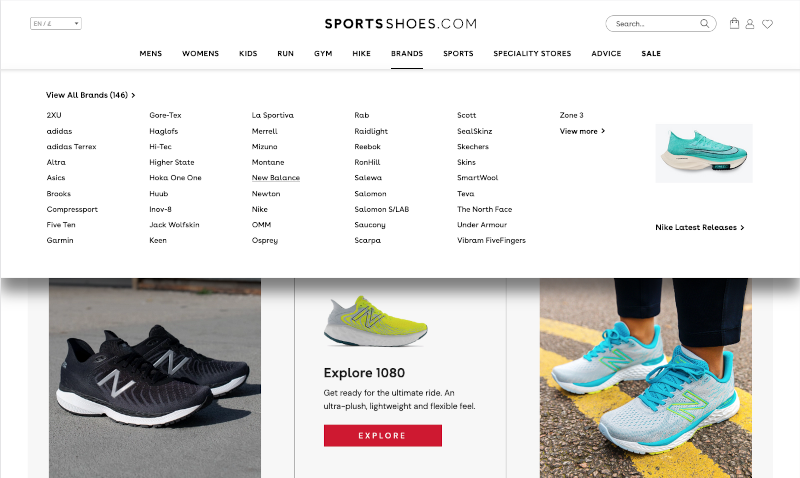 EN / £
SPORTSSHOES.COM
Search...
MENS WOMENS KIDS RUN GYM HIKE BRANDS SPORTS SPECIALITY STORES ADVICE SALE
View All Brands (146)
2XU
adidas
adidas Terrex
Altra
Asics
Brooks
Compressport
Five Ten
Garmin
Gore-Tex
Haglofs
Hi-Tec
Higher State
Hoka One One
Huub
Inov-8
Jack Wolfskin
Keen
La Sportiva
Merrell
Mizuno
Montane
New Balance
Newton
Nike
OMM
Osprey
Rab
Raidlight
Reebok
RonHill
Salewa
Salomon
Salomon S/LAB
Saucony
Scarpa
Scott
SealSkinz
Skechers
Skins
SmartWool
Teva
The North Face
Under Armour
Vibram FiveFingers
Zone 3
View more
Nike Latest Releases
Explore 1080
Get ready for the ultimate ride. An
ultra-plush, lightweight and flexible feel.
EXPLORE